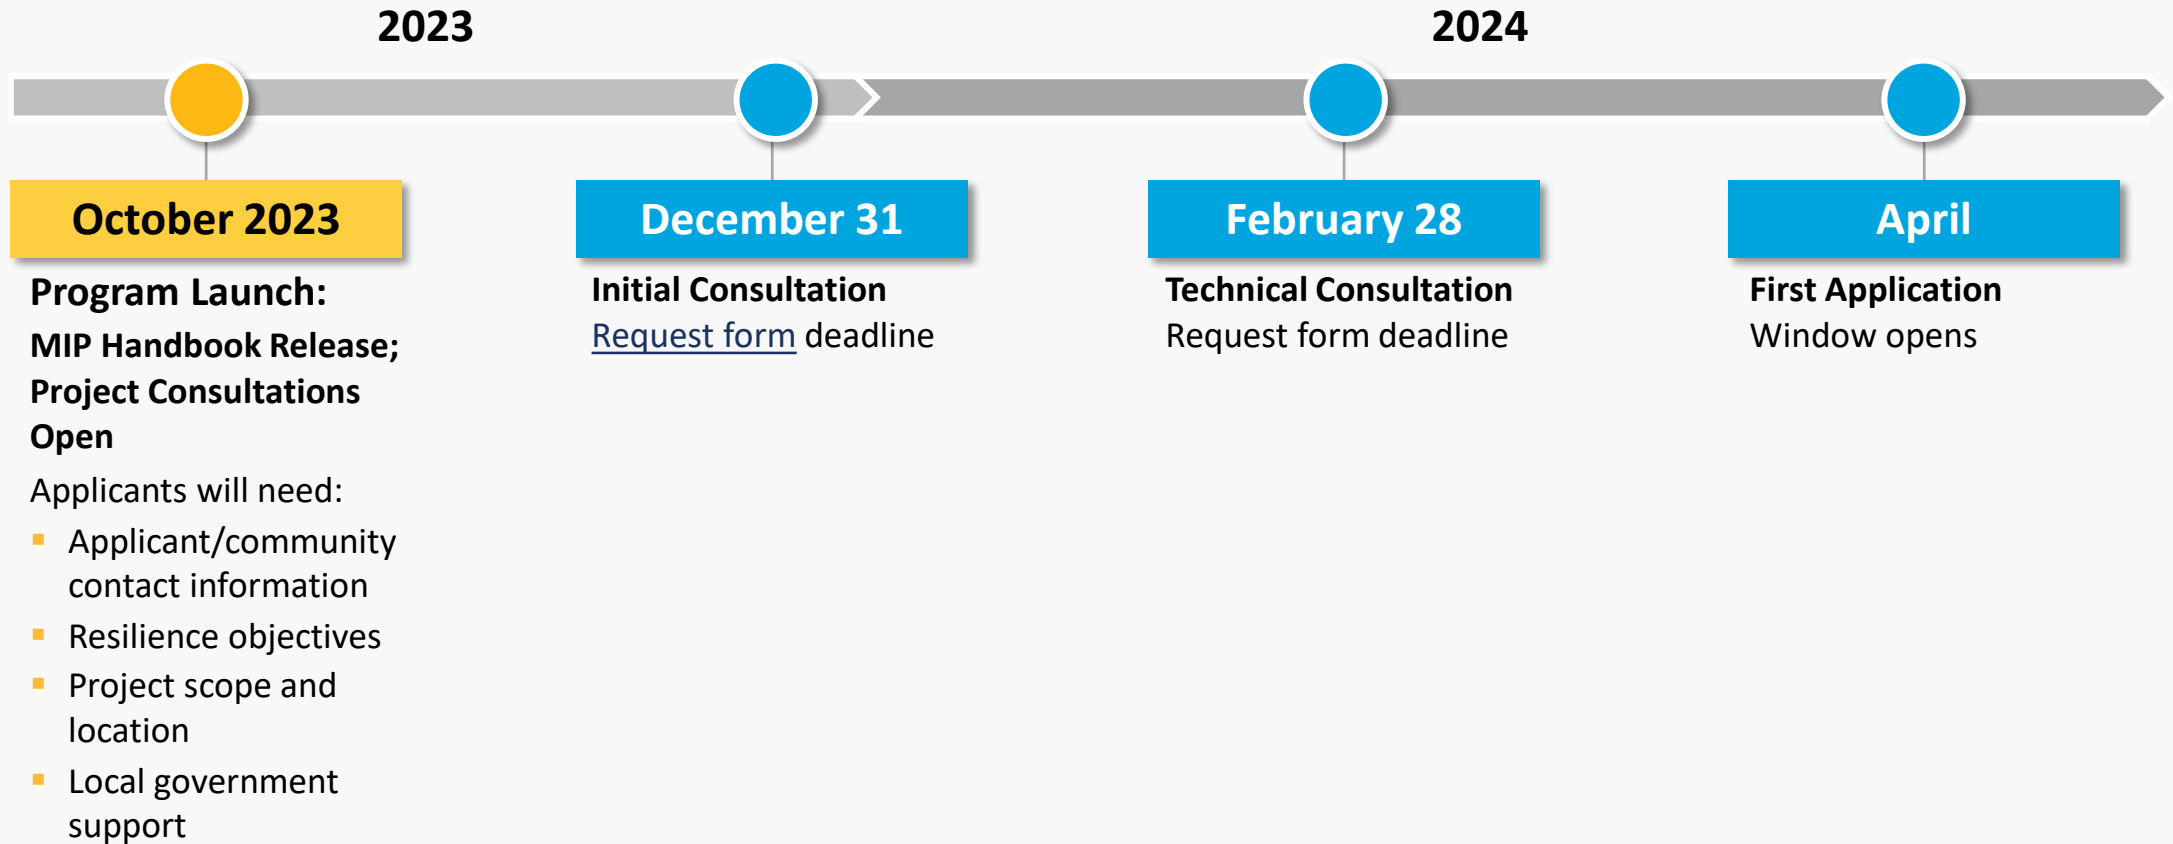 2023
2024
October 2023
Program Launch:
MIP Handbook Release;
Project Consultations
Open
Applicants will need:
▪ Applicant/community
contact information
▪ Resilience objectives
▪ Project scope and
location
▪ Local government
support
December 31
Initial Consultation
Request form deadline
February 28
Technical Consultation
Request form deadline
April
First Application
Window opens